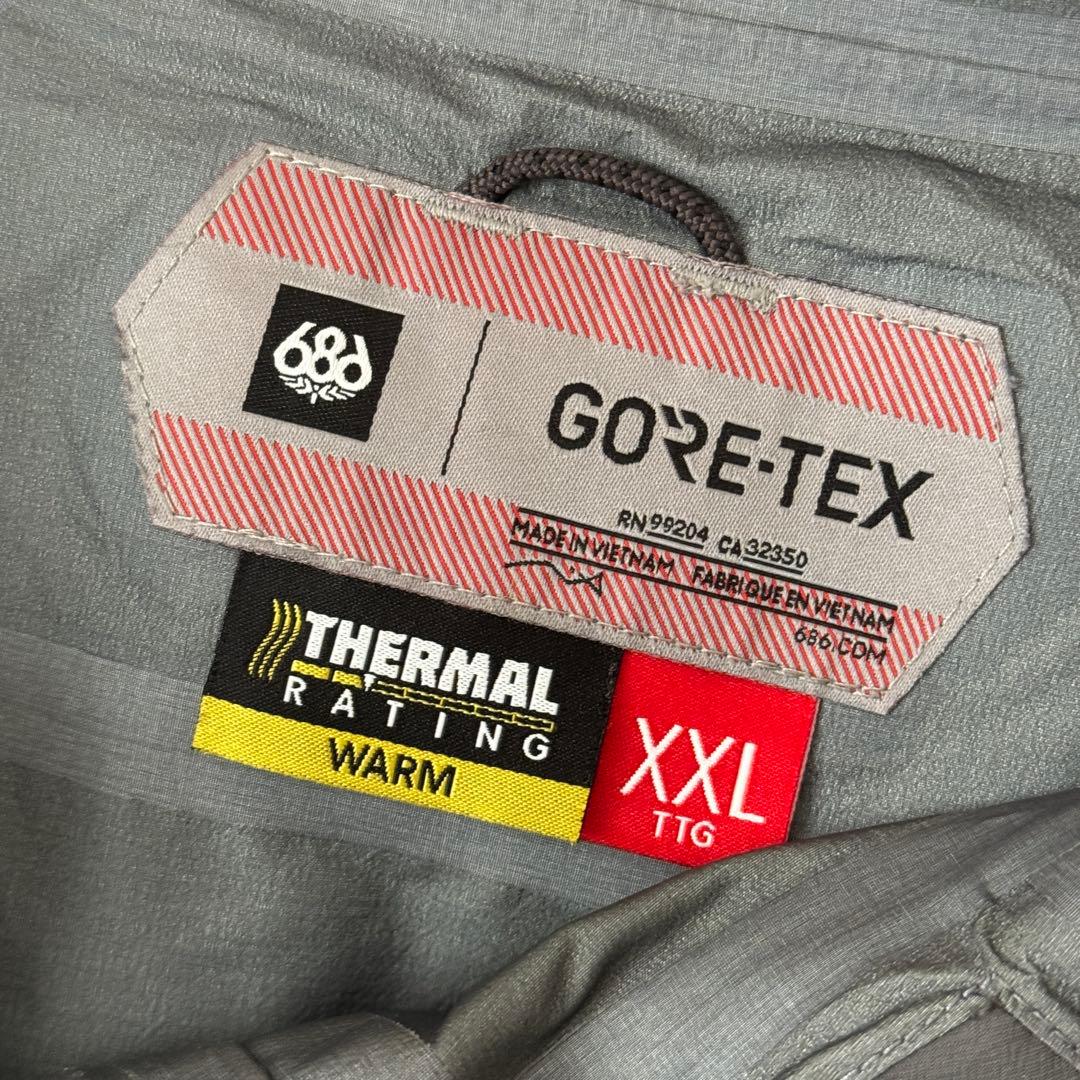 686
GORE-TEX
RN 99204 CA 32350
MADE IN VIETNAM FABRIQUE EN VIETNAM
686.COM
THERMAL
RATING
WARM
XXL
TTG